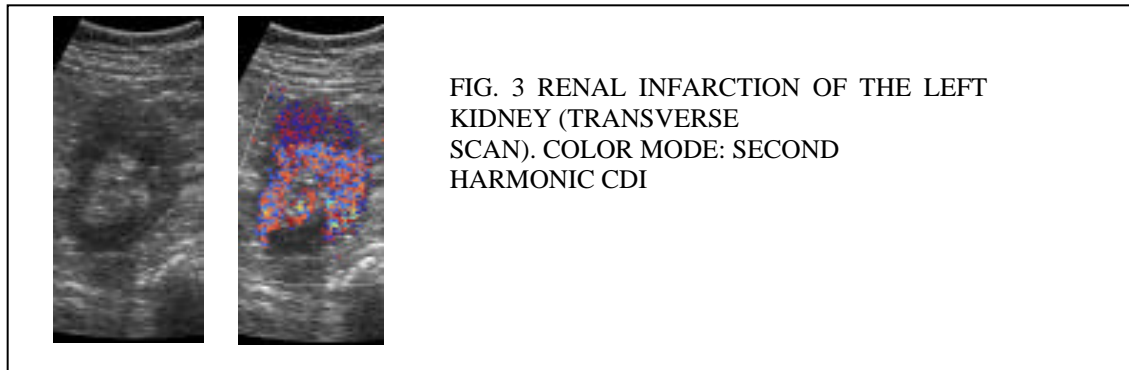 FIG. 3 RENAL INFARCTION OF THE LEFT
KIDNEY (TRANSVERSE
SCAN). COLOR MODE: SECOND
HARMONIC CDI